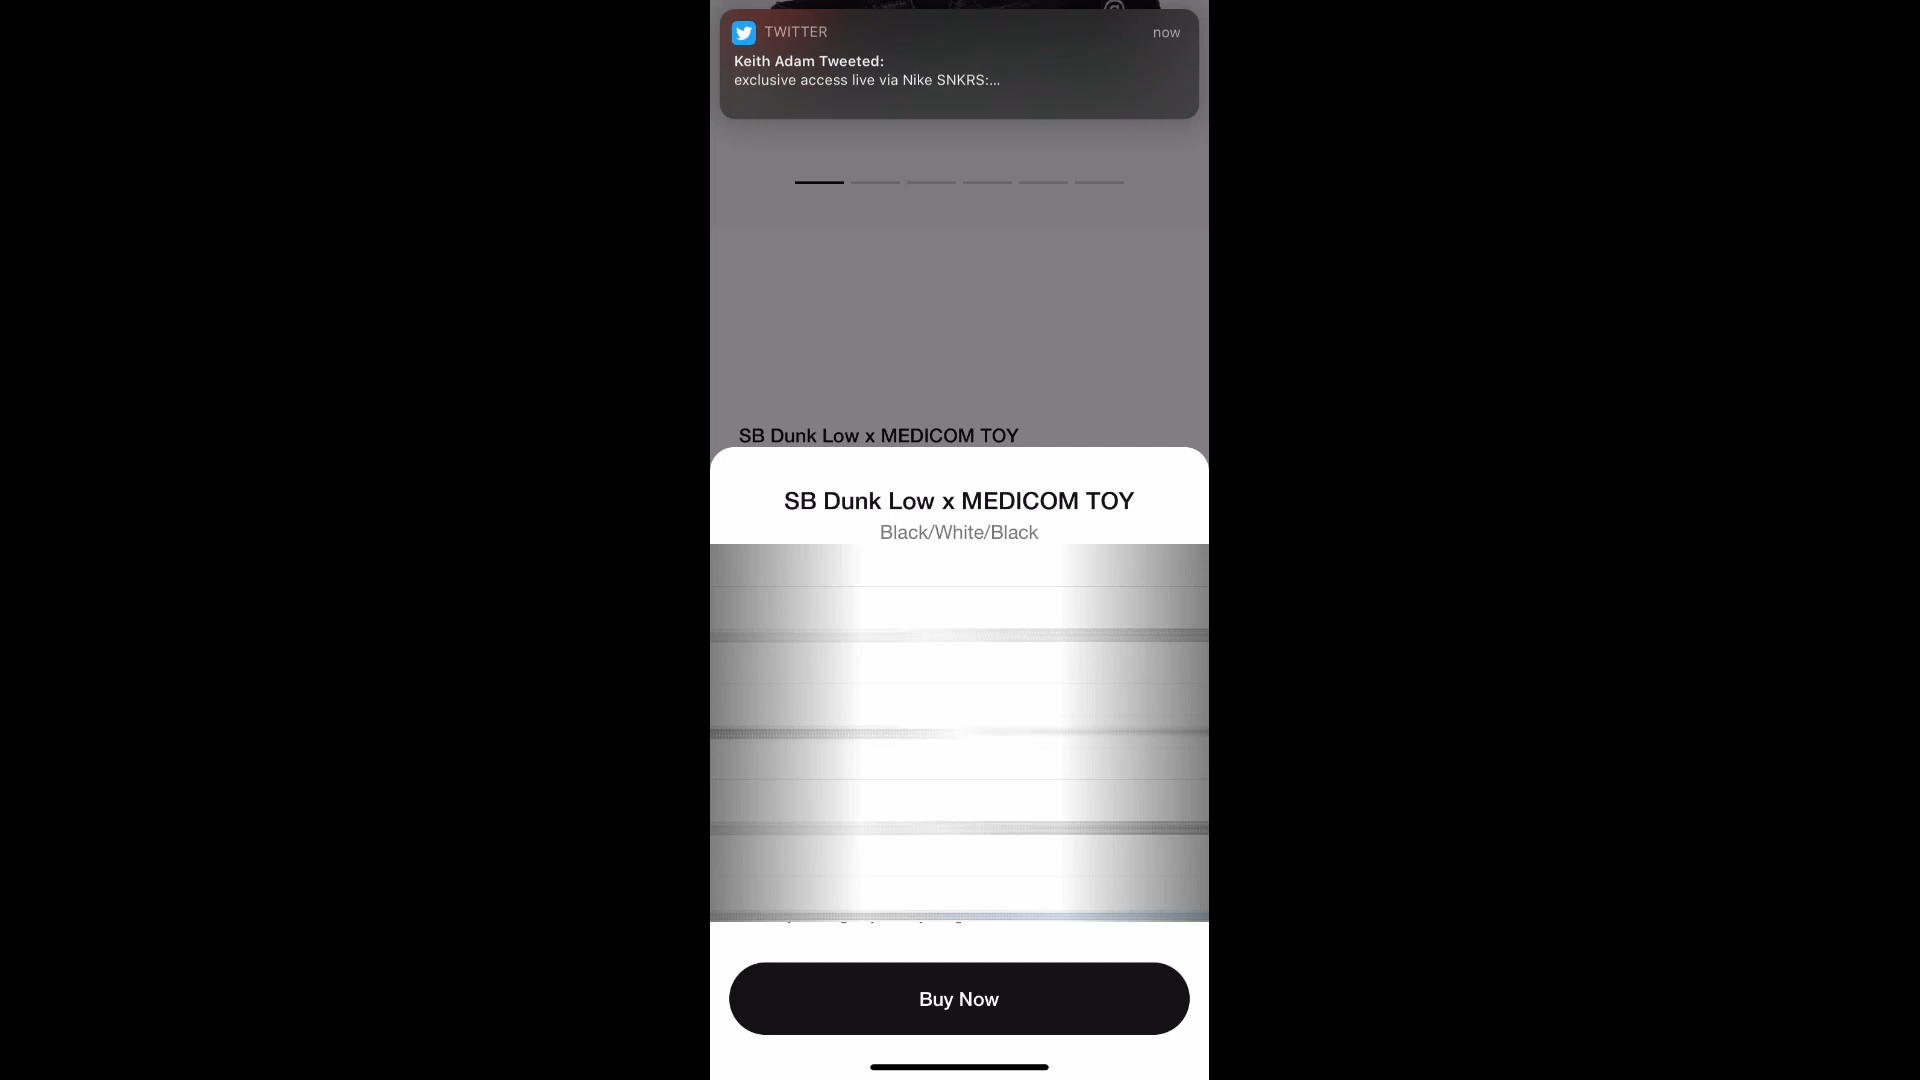 TWITTER
now
Keith Adam Tweeted:
exclusive access live via Nike SNKRS:...
SB Dunk Low x MEDICOM TOY
SB Dunk Low x MEDICOM TOY
Black/White/Black
Buy Now